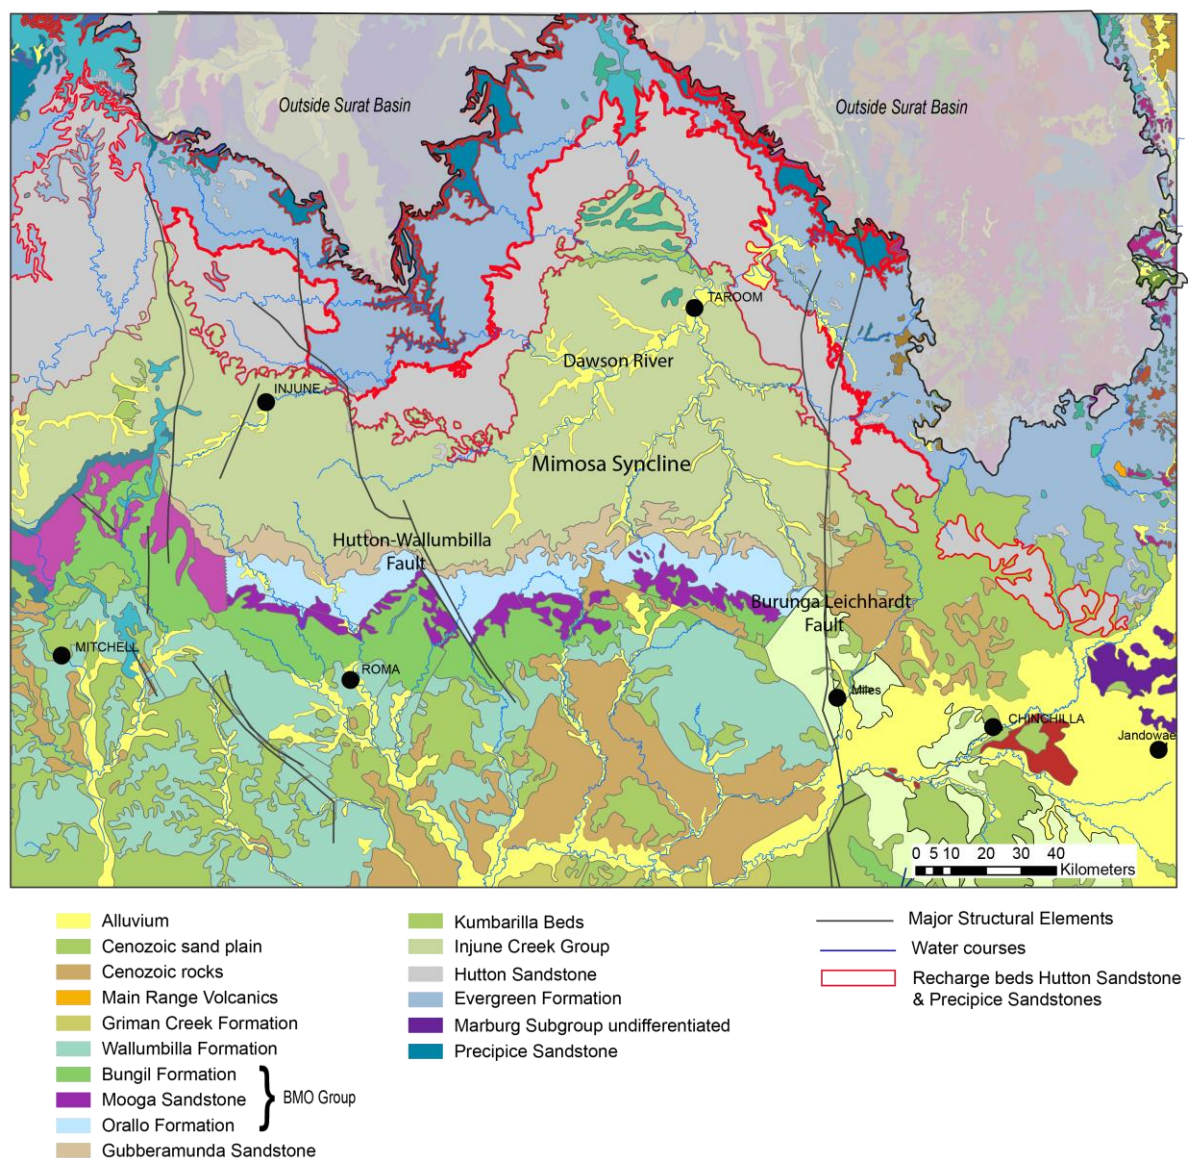 Outside Surat Basin
Outside Surat Basin
TAROOM
Dawson River
INJUNE
Mimosa Syncline
Hutton-Wallumbilla
Fault
Burunga Leichhardt
Fault
MITCHELL
ROMA
Miles
CHINCHILLA
Jandowae
0 5 10 20 30 40
Kilometers
Alluvium
Cenozoic sand plain
Cenozoic rocks
Main Range Volcanics
Griman Creek Formation
Wallumbilla Formation
Bungil Formation
Mooga Sandstone
Orallo Formation
Gubberamunda Sandstone
BMO Group
Kumbarilla Beds
Injune Creek Group
Hutton Sandstone
Evergreen Formation
Marburg Subgroup undifferentiated
Precipice Sandstone
Major Structural Elements
Water courses
Recharge beds Hutton Sandstone
& Precipice Sandstones